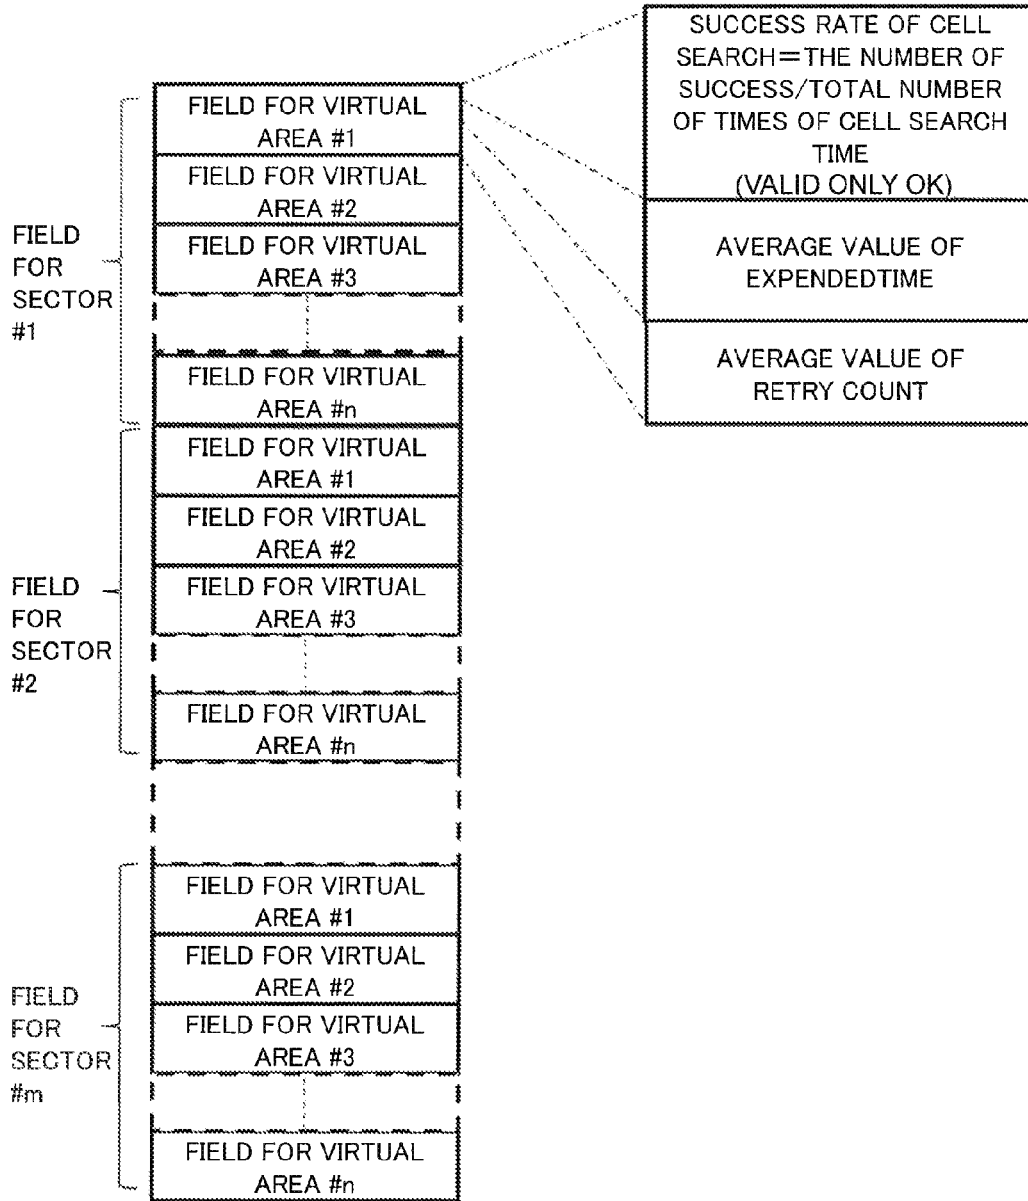 SUCCESS RATE OF CELL
SEARCH=THE NUMBER OF
SUCCESS/TOTAL NUMBER
OF TIMES OF CELL SEARCH
TIME
(VALID ONLY OK)
AVERAGE VALUE OF
EXPENDEDTIME
AVERAGE VALUE OF
RETRY COUNT
FIELD
FOR
SECTOR
#1
FIELD FOR VIRTUAL
AREA #1
FIELD FOR VIRTUAL
AREA #2
FIELD FOR VIRTUAL
AREA #3
FIELD FOR VIRTUAL
AREA #n
FIELD
FOR
SECTOR
#2
FIELD FOR VIRTUAL
AREA #1
FIELD FOR VIRTUAL
AREA #2
FIELD FOR VIRTUAL
AREA #3
FIELD FOR VIRTUAL
AREA #n
FIELD
FOR
SECTOR
#m
FIELD FOR VIRTUAL
AREA #1
FIELD FOR VIRTUAL
AREA #2
FIELD FOR VIRTUAL
AREA #3
FIELD FOR VIRTUAL
AREA #n